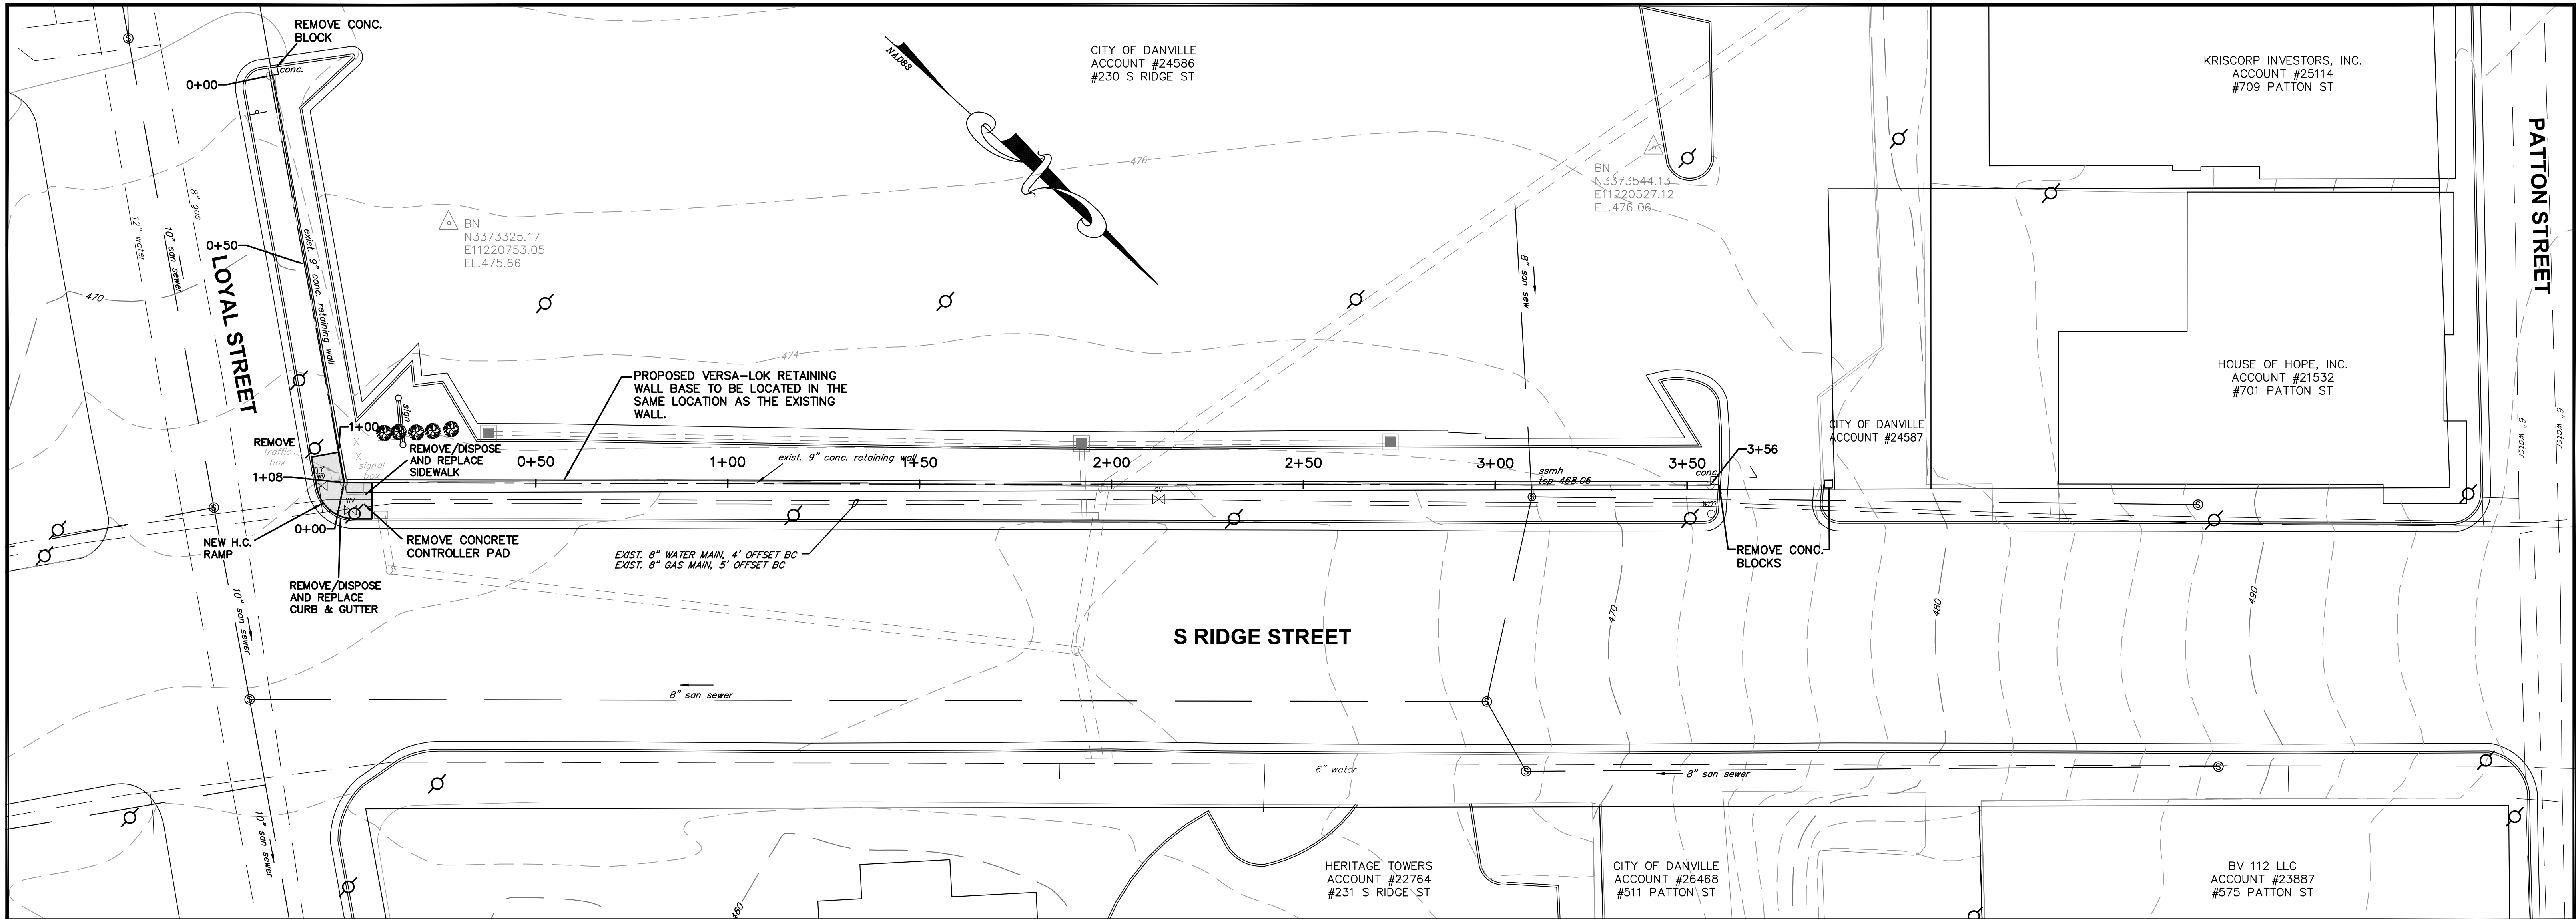 REMOVE CONC.
BLOCK
conc.
0+00
CITY OF DANVILLE
ACCOUNT #24586
#230 S RIDGE ST
NAD83
KRISCORP INVESTORS, INC.
ACCOUNT #25114
#709 PATTON ST
PATTON STREET
476
BN
N3373544.13
E11220527.12
EL.476.06
8" gas
12" water
10" san sewer
0+50
exist. 9" conc. retaining wall
LOYAL STREET
BN
N3373325.17
E11220753.05
EL.475.66
470
8" san sew
474
HOUSE OF HOPE, INC.
ACCOUNT #21532
#701 PATTON ST
PROPOSED VERSA-LOK RETAINING
WALL BASE TO BE LOCATED IN THE
SAME LOCATION AS THE EXISTING
WALL.
sign
1+00
REMOVE
traffic
box
signal
box
REMOVE/DISPOSE
AND REPLACE
SIDEWALK
1+08
CITY OF DANVILLE
ACCOUNT #24587
6" water
6" water
0+50
1+00
exist. 9" conc. retaining wall
1+50
2+00
2+50
3+00
3+50
3+56
conc.
ssmh
top 468.06
WV
CV
0+00
NEW H.C.
RAMP
REMOVE CONCRETE
CONTROLLER PAD
EXIST. 8" WATER MAIN, 4' OFFSET BC
EXIST. 8" GAS MAIN, 5' OFFSET BC
REMOVE CONC.
BLOCKS
REMOVE/DISPOSE
AND REPLACE
CURB & GUTTER
10" san sewer
470
480
490
S RIDGE STREET
8" san sewer
6" water
8" san sewer
10" san sewer
460
HERITAGE TOWERS
ACCOUNT #22764
#231 S RIDGE ST
CITY OF DANVILLE
ACCOUNT #26468
#511 PATTON ST
BV 112 LLC
ACCOUNT #23887
#575 PATTON ST